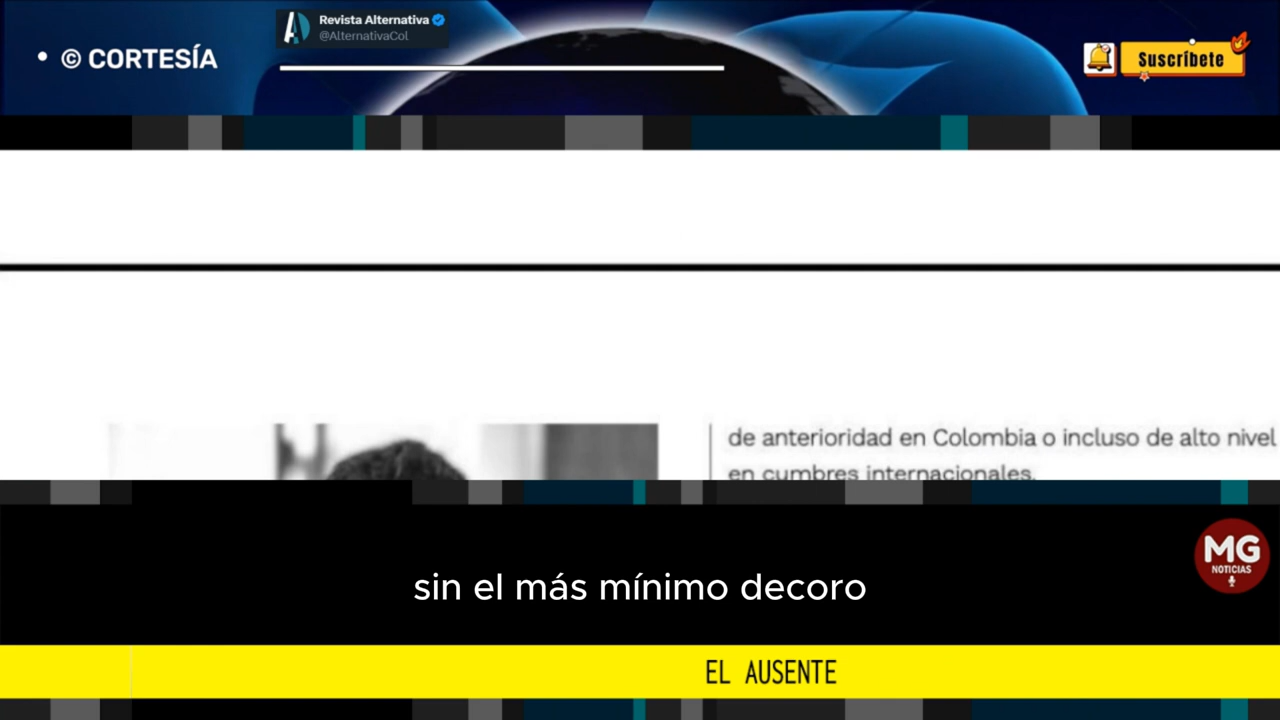 © CORTESÍA
Revista Alternativa
@AlternativaCol
Suscríbete
de anterioridad en Colombia o incluso de alto nivel
en cumbres internacionales.
MG
NOTICIAS
sin el más mínimo decoro
EL AUSENTE